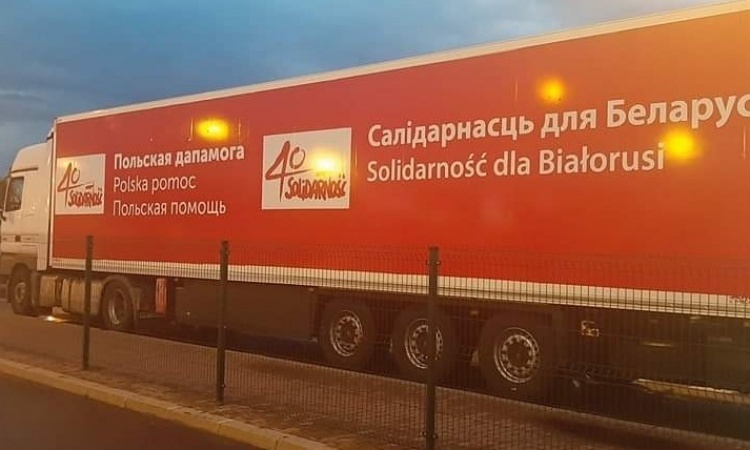 40
SOLIDARNOŚĆ
Польская дапамога
Polska pomoc
Польская помощь
40
SOLIDARNOŚĆ
Салідарнасць для Беларус
Solidarność dla Białorusi